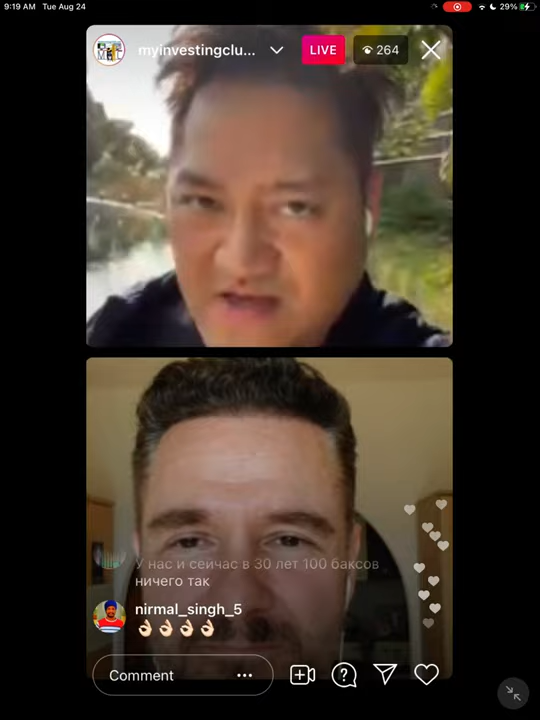 9:19 AM Tue Aug 24
29%
myinvestingclu...
LIVE
264
У нас и сейчас в 30 лет 100 баксов
ничего так
nirmal_singh_5
👌🏻👌🏻👌🏻👌🏻
Comment